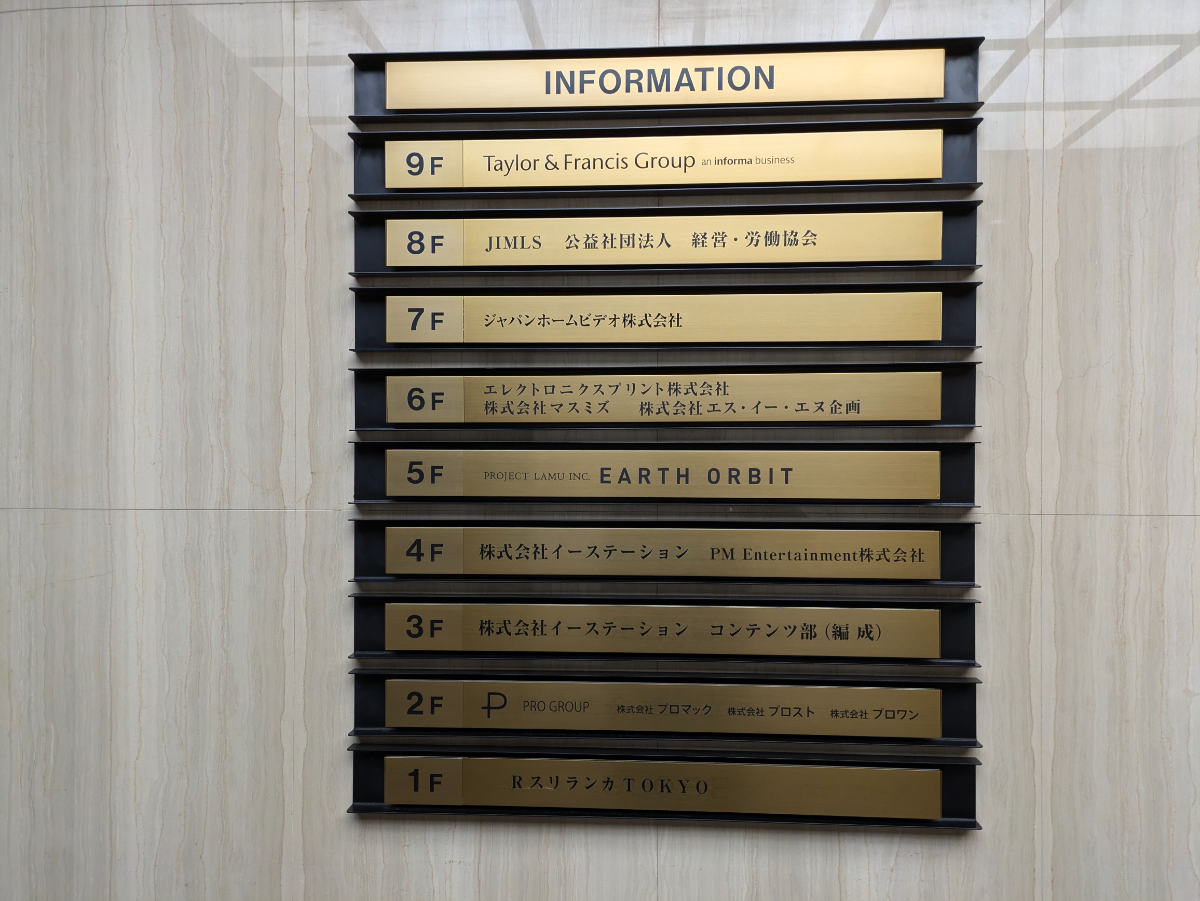 INFORMATION
9F Taylor & Francis Group an informa business
8F JIMLS 公益社団法人 経営・労働協会
7F ジャパンホームビデオ株式会社
6F エレクトロニクスプリント株式会社
株式会社マスミズ 株式会社エス・イー・エヌ企画
5F PROJECT LAMU INC. EARTH ORBIT
4F 株式会社イーステーション PM Entertainment株式会社
3F 株式会社イーステーション コンテンツ部(編 成)
2F P PRO GROUP 株式会社 プロマック 株式会社 プロスト 株式会社 プロワン
1F RスリランカTOKYO